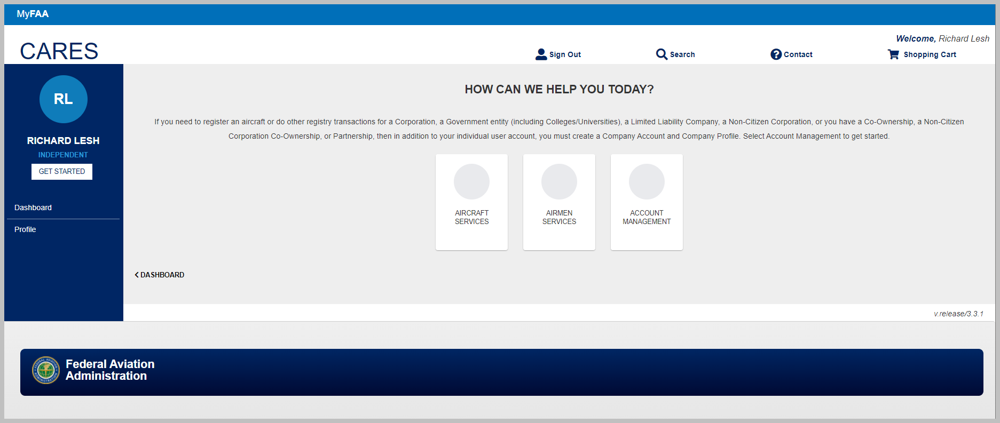 MyFAA
CARES
Welcome, Richard Lesh
Sign Out
Search
Contact
Shopping Cart
RL
RICHARD LESH
INDEPENDENT
GET STARTED
Dashboard
Profile
HOW CAN WE HELP YOU TODAY?
If you need to register an aircraft or do other registry transactions for a Corporation, a Government entity (including Colleges/Universities), a Limited Liability Company, a Non-Citizen Corporation, or you have a Co-Ownership, a Non-Citizen
Corporation Co-Ownership, or Partnership, then in addition to your individual user account, you must create a Company Account and Company Profile. Select Account Management to get started.
AIRCRAFT
SERVICES
AIRMEN
SERVICES
ACCOUNT
MANAGEMENT
DASHBOARD
v.release/3.3.1
FEDERAL AVIATION
ADMINISTRATION
Federal Aviation
Administration